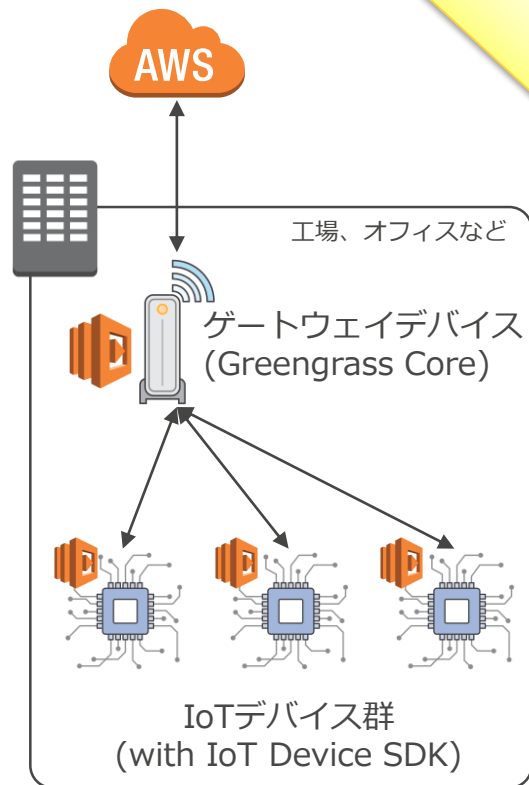 AWS
工場、オフィスなど
ゲートウェイデバイス
(Greengrass Core)
IoTデバイス群
(with IoT Device SDK)